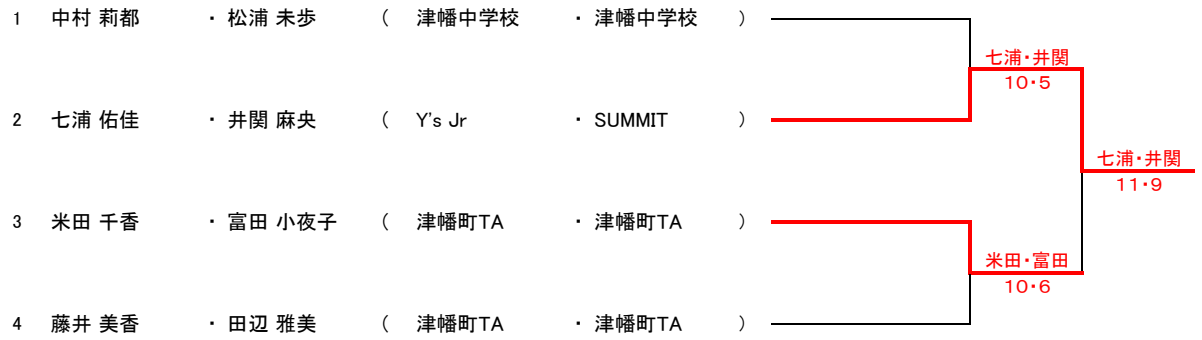 1 中村 莉都 ・ 松浦 未歩 ( 津幡中学校 ・ 津幡中学校 )
七浦・井関
10・5
2 七浦 佑佳 ・ 井関 麻央 ( Y's Jr ・ SUMMIT )
七浦・井関
11・9
3 米田 千香 ・ 富田 小夜子 ( 津幡町TA ・ 津幡町TA )
米田・富田
10・6
4 藤井 美香 ・ 田辺 雅美 ( 津幡町TA ・ 津幡町TA )